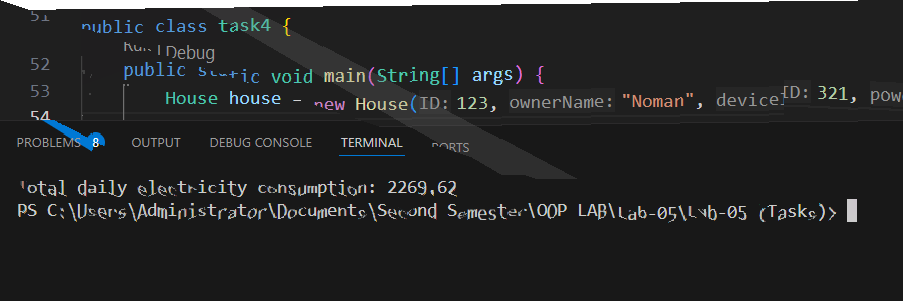 51 public class task4 {
Run | Debug
52 public static void main(String[] args) {
53 House house = new House(ID: 123, ownerName: "Noman", deviceID: 321, pow
54
PROBLEMS 8 OUTPUT DEBUG CONSOLE TERMINAL PORTS
Total daily electricity consumption: 2269.62
PS C:\Users\Administrator\Documents\Second Semester\OOP LAB\Lab-05\Lab-05 (Tasks)>